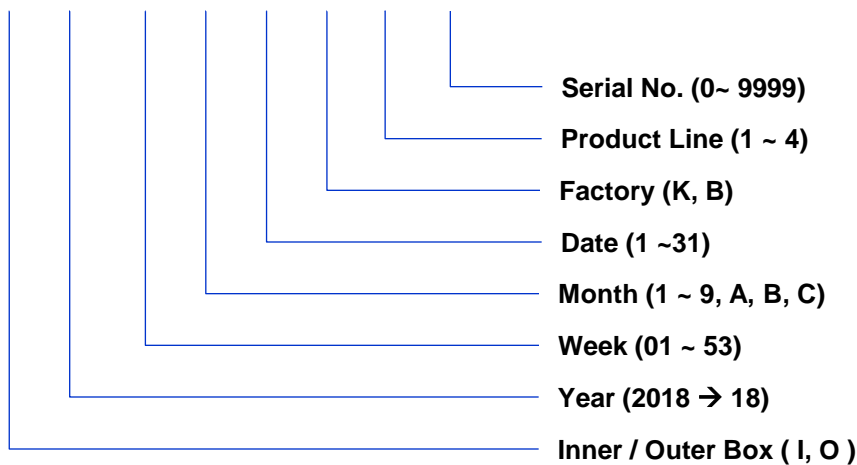 Serial No. (0~ 9999)
Product Line (1 ~ 4)
Factory (K, B)
Date (1 ~31)
Month (1 ~ 9, A, B, C)
Week (01 ~ 53)
Year (2018 → 18)
Inner / Outer Box ( I, O )